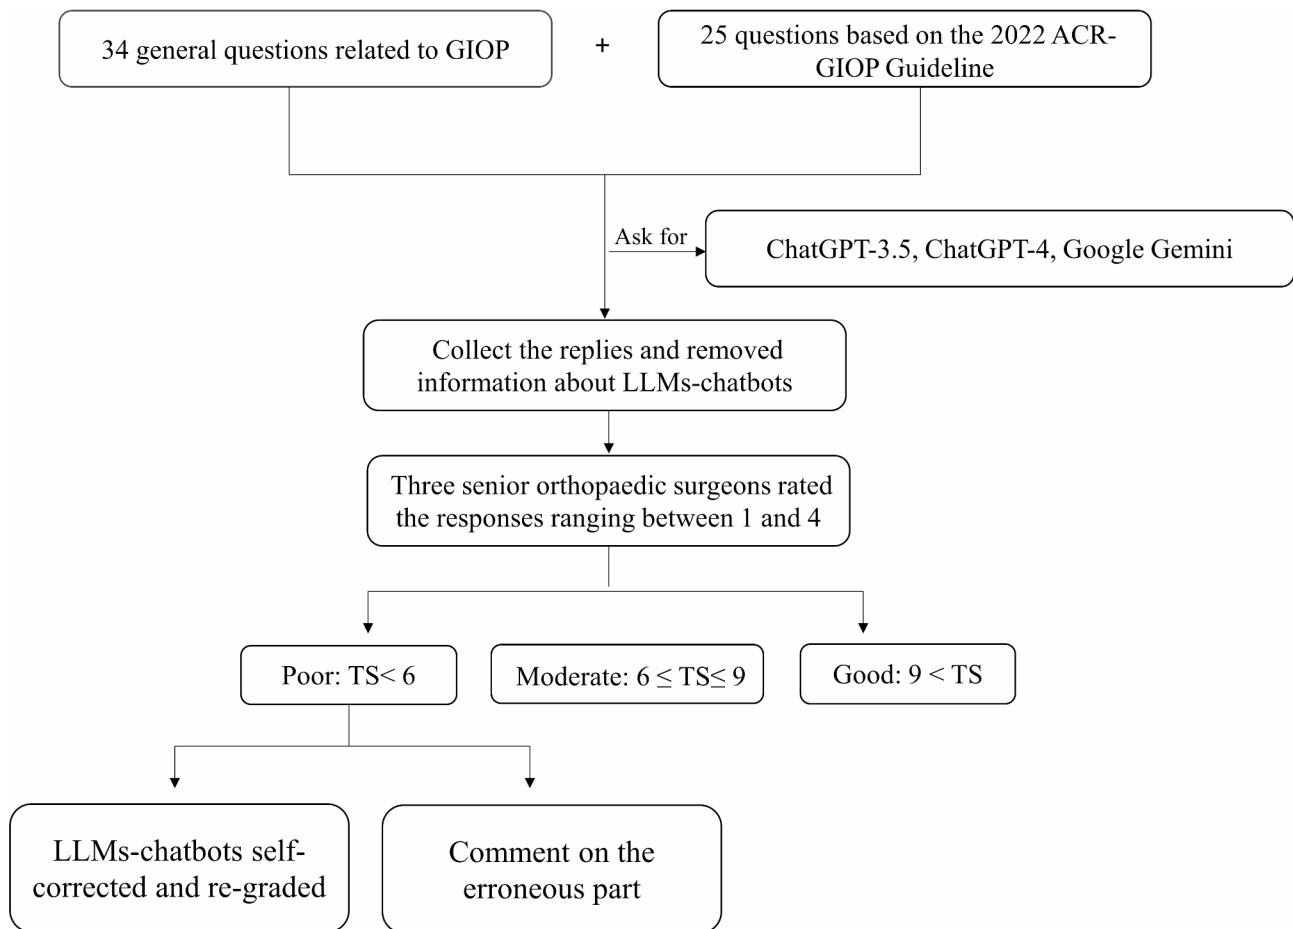 34 general questions related to GIOP
+
25 questions based on the 2022 ACR-
GIOP Guideline
Ask for
ChatGPT-3.5, ChatGPT-4, Google Gemini
Collect the replies and removed
information about LLMs-chatbots
Three senior orthopaedic surgeons rated
the responses ranging between 1 and 4
Poor: TS< 6
Moderate: 6 ≤ TS≤ 9
Good: 9 < TS
LLMs-chatbots self-
corrected and re-graded
Comment on the
erroneous part